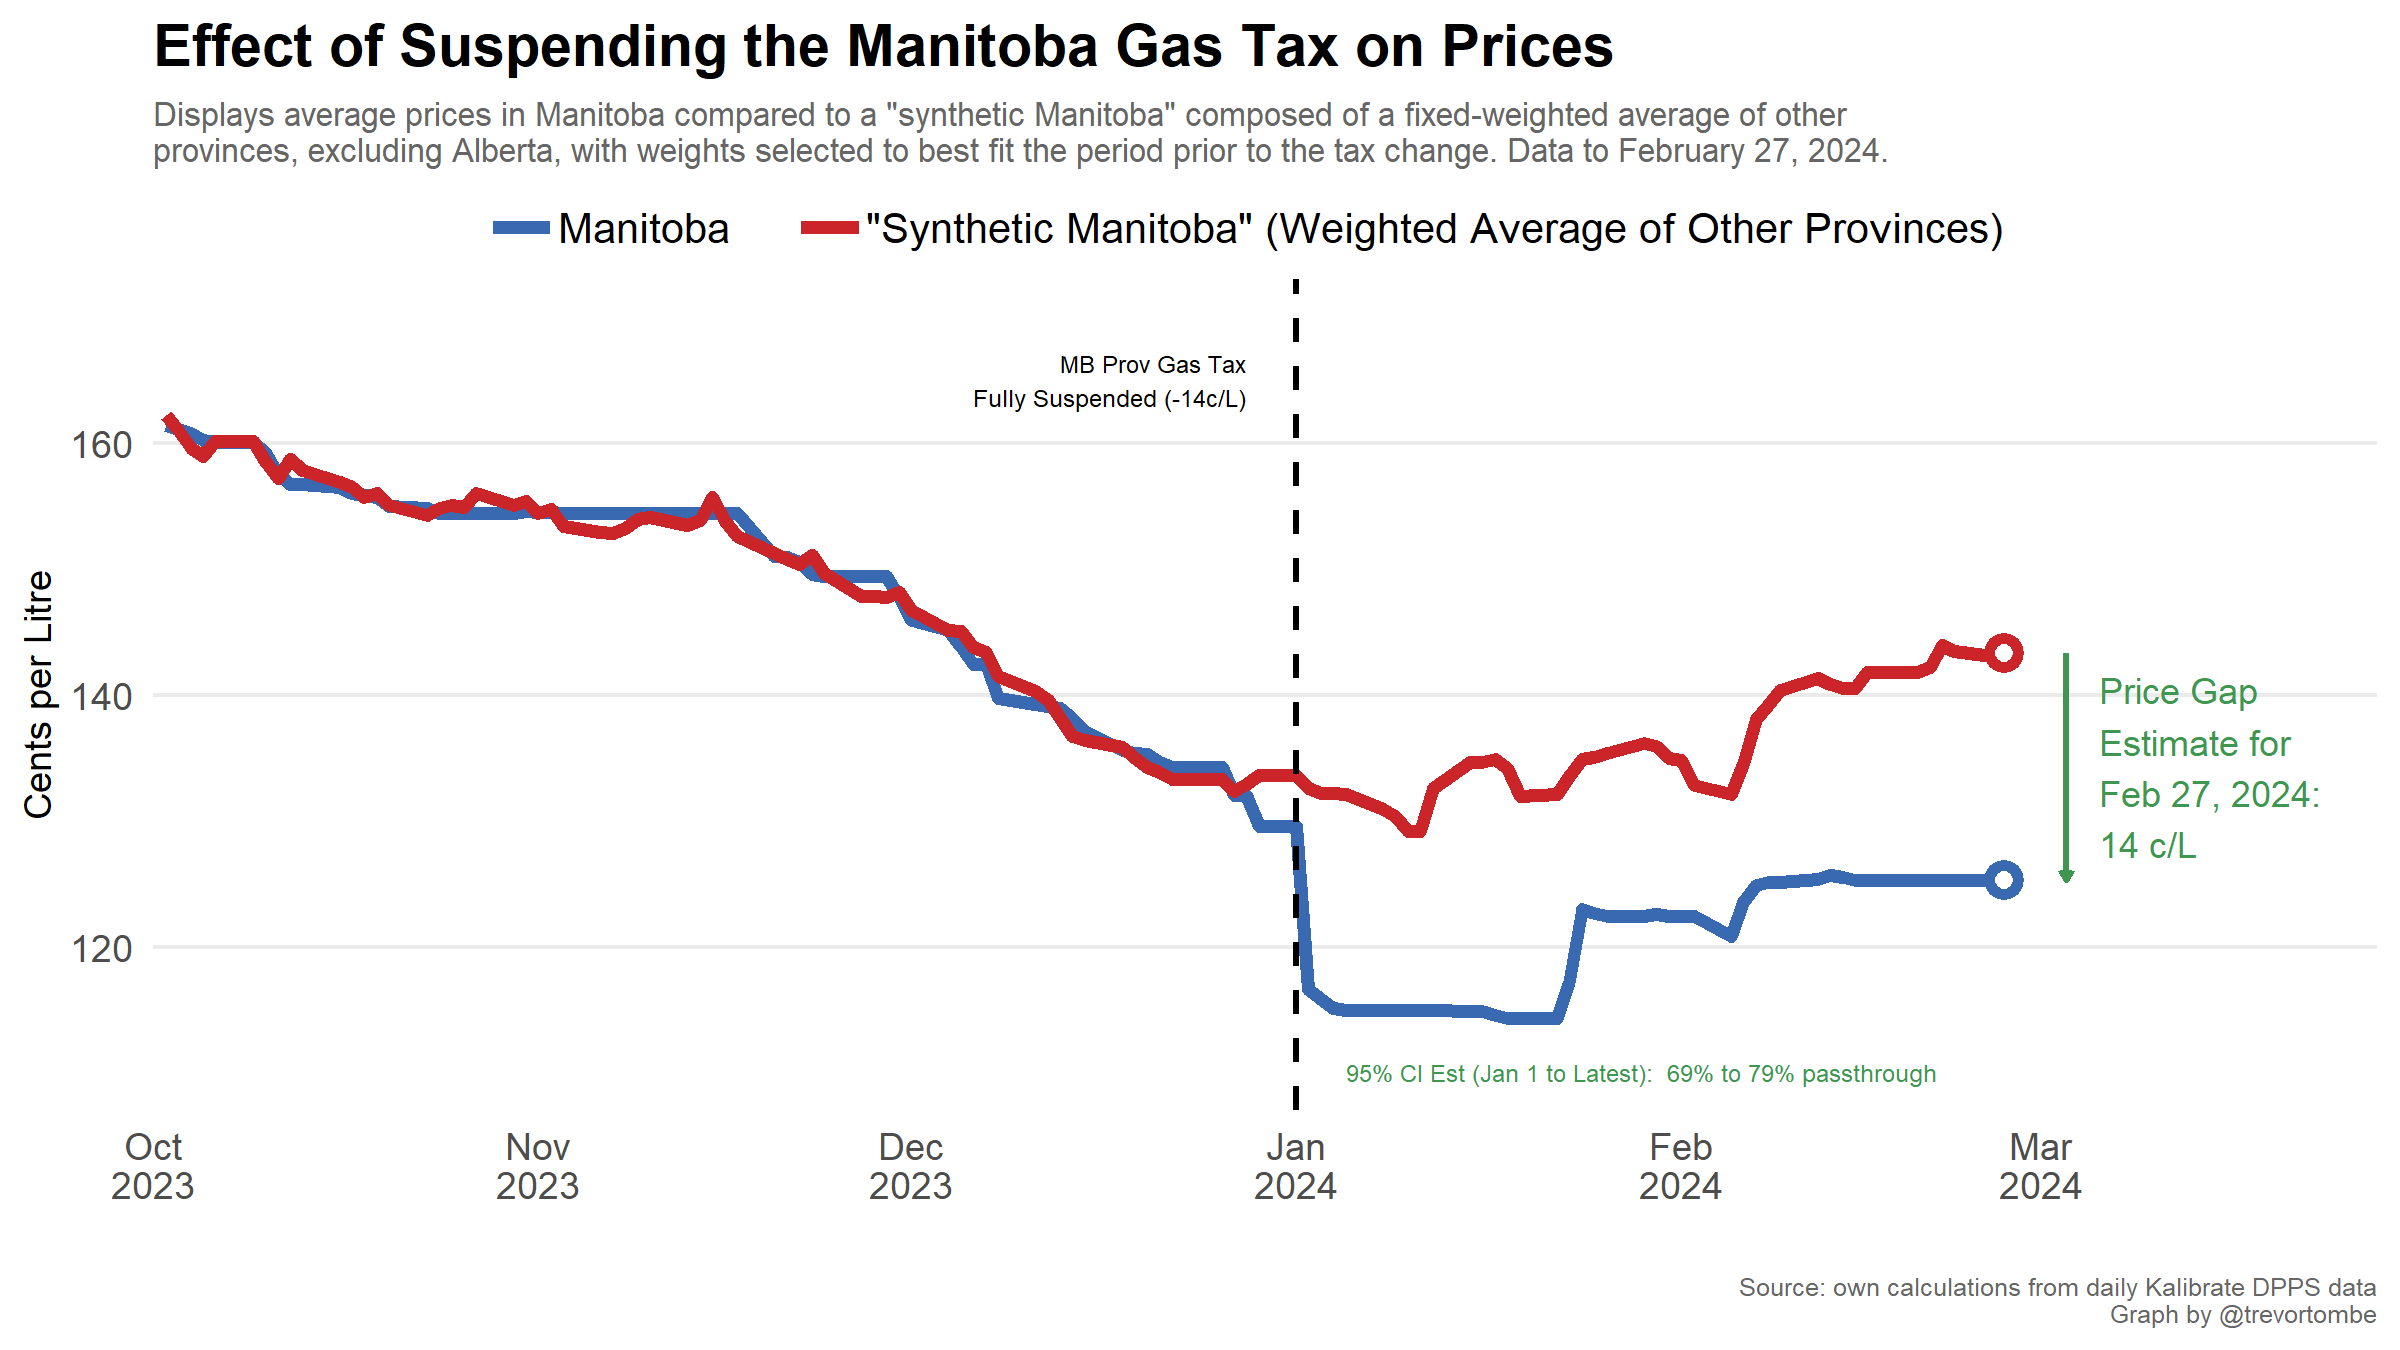 Effect of Suspending the Manitoba Gas Tax on Prices
Displays average prices in Manitoba compared to a "synthetic Manitoba" composed of a fixed-weighted average of other
provinces, excluding Alberta, with weights selected to best fit the period prior to the tax change. Data to February 27, 2024.
Manitoba
"Synthetic Manitoba" (Weighted Average of Other Provinces)
MB Prov Gas Tax
Fully Suspended (-14c/L)
160
140
120
Cents per Litre
Price Gap
Estimate for
Feb 27, 2024:
14 c/L
95% CI Est (Jan 1 to Latest):  69% to 79% passthrough
Oct
2023
Nov
2023
Dec
2023
Jan
2024
Feb
2024
Mar
2024
Source: own calculations from daily Kalibrate DPPS data
Graph by @trevortombe